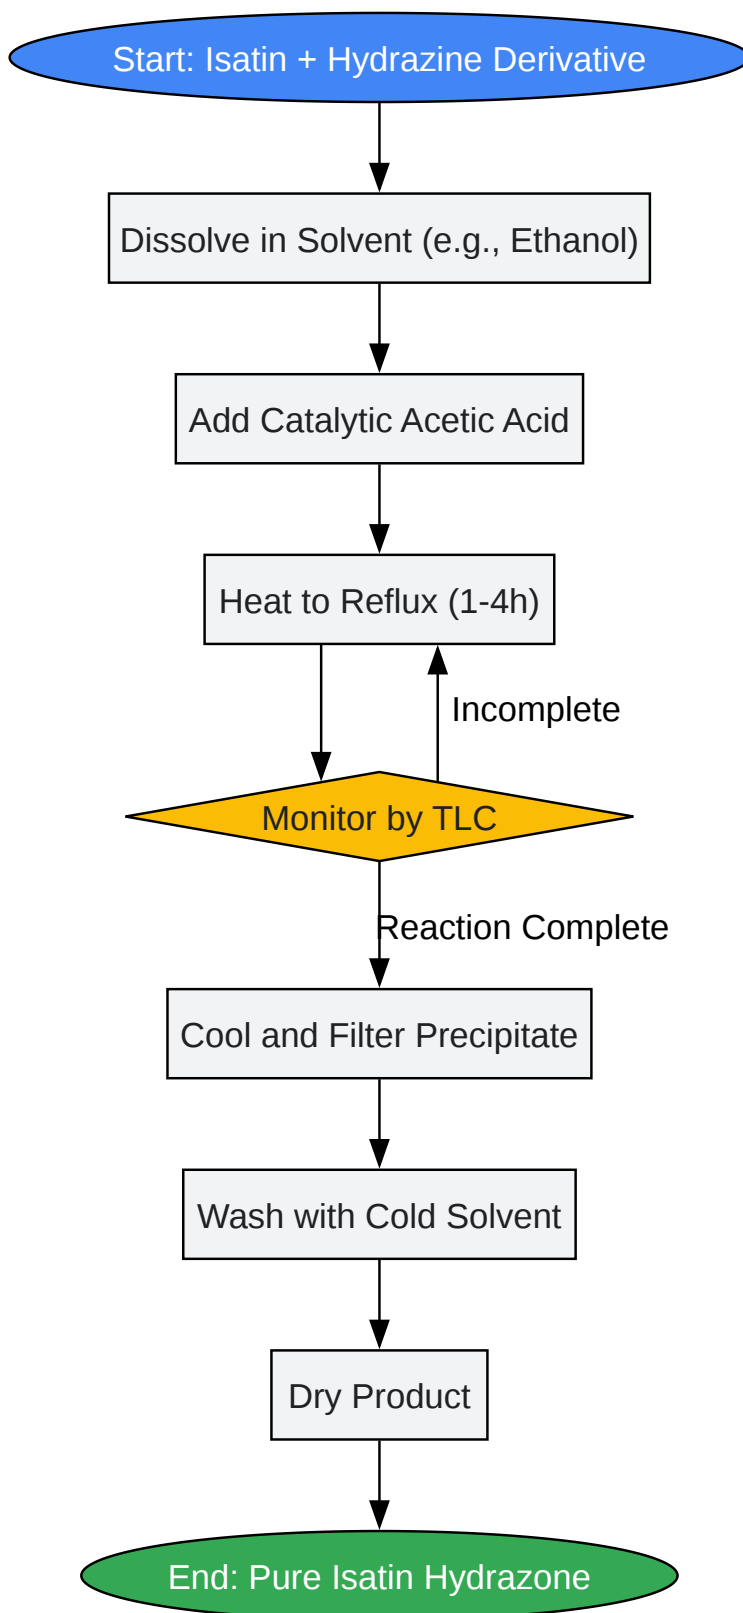 Start: Isatin + Hydrazine Derivative
Dissolve in Solvent (e.g., Ethanol)
Add Catalytic Acetic Acid
Heat to Reflux (1-4h)
Incomplete
Monitor by TLC
Reaction Complete
Cool and Filter Precipitate
Wash with Cold Solvent
Dry Product
End: Pure Isatin Hydrazone